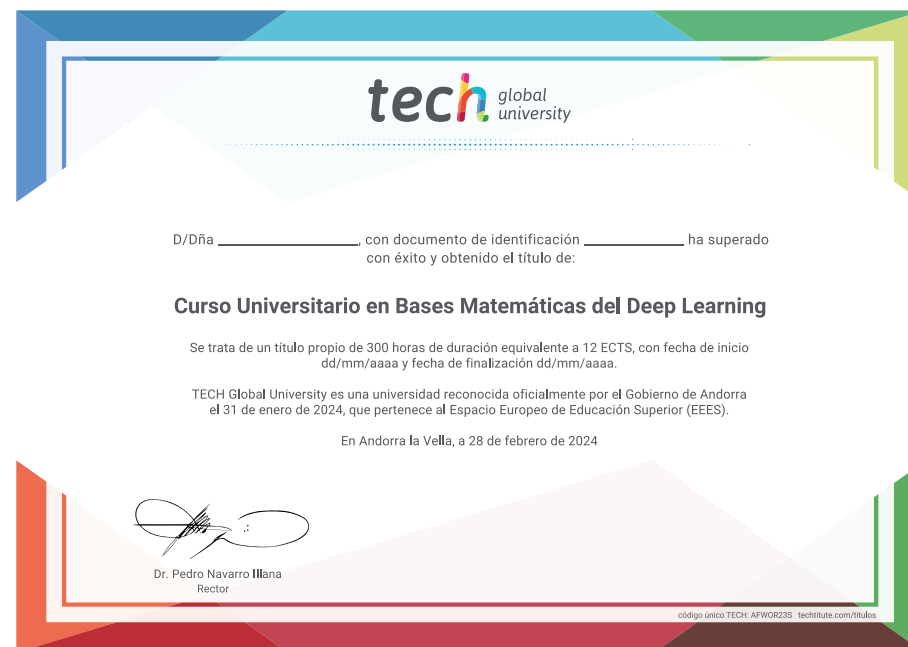 tech global university
D/Dña ____________, con documento de identificación ____________ ha superado
con éxito y obtenido el título de:
Curso Universitario en Bases Matemáticas del Deep Learning
Se trata de un título propio de 300 horas de duración equivalente a 12 ECTS, con fecha de inicio
dd/mm/aaaa y fecha de finalización dd/mm/aaaa.
TECH Global University es una universidad reconocida oficialmente por el Gobierno de Andorra
el 31 de enero de 2024, que pertenece al Espacio Europeo de Educación Superior (EEES).
En Andorra la Vella, a 28 de febrero de 2024
Dr. Pedro Navarro Illana
Rector
código único TECH: AFWOR23S techtitute.com/titulos